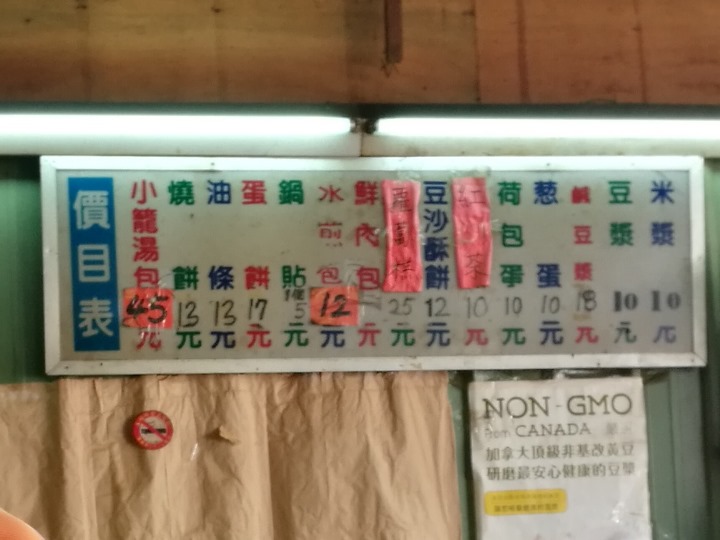 價目表
小籠湯包45元
燒餅13元
油條13元
蛋餅17元
鍋貼1個5元
水煎包12元
鮮肉包元
25元
豆沙酥餅12元
紅茶10元
荷包蛋10元
葱蛋10元
鹹豆漿18元
豆漿10元
米漿10元
NON-GMO
From CANADA
加拿大頂級非基改黃豆
研磨最安心健康的豆漿